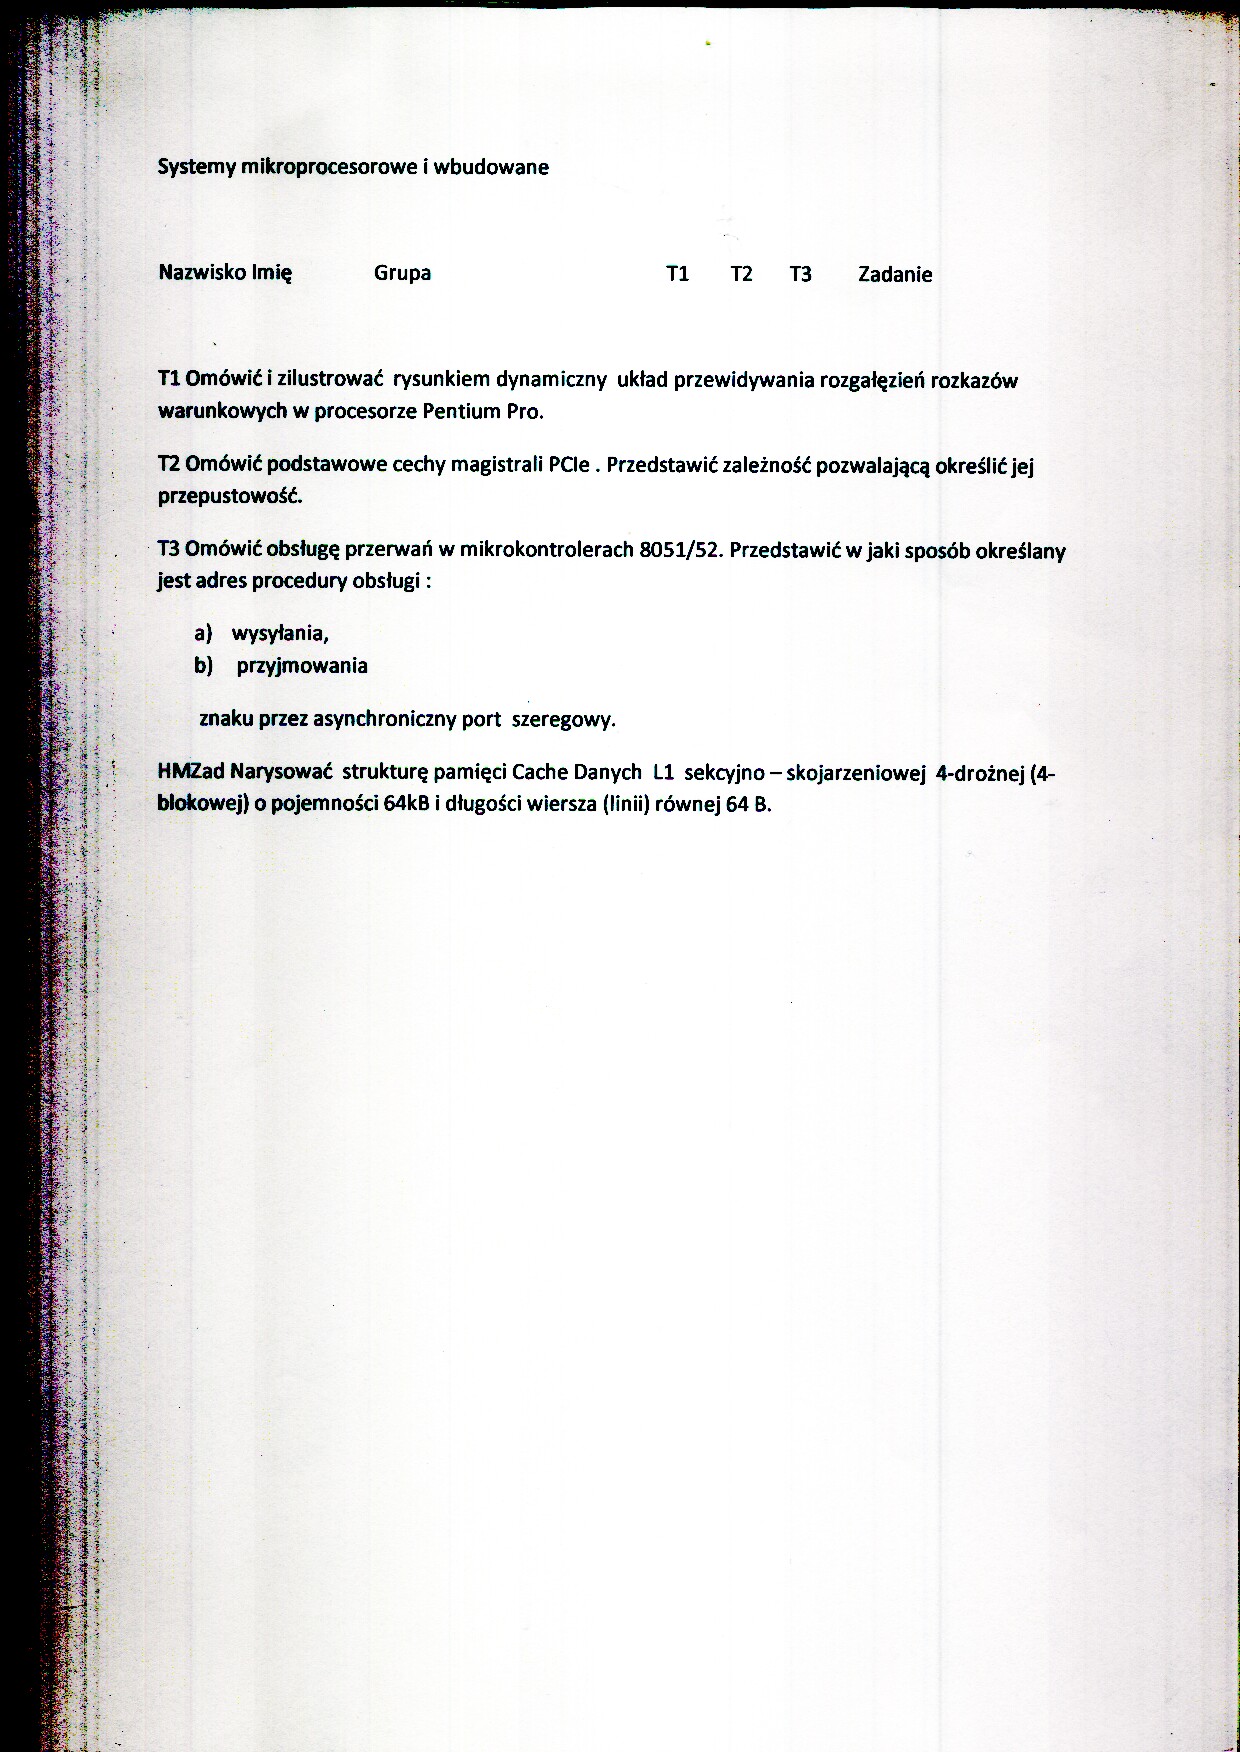 Systemy mikroprocesorowe i wbudowane
Nazwisko Imię Grupa T1 T2 T3 Zadanie
T1 Omówić i zilustrować rysunkiem dynamiczny układ przewidywania rozgałęzień rozkazów
warunkowych w procesorze Pentium Pro.
T2 Omówić podstawowe cechy magistrali PCIe . Przedstawić zależność pozwalającą określić jej
przepustowość.
T3 Omówić obsługę przerwań w mikrokontrolerach 8051/52. Przedstawić w jaki sposób określany
jest adres procedury obsługi :
a) wysyłania,
b) przyjmowania
znaku przez asynchroniczny port szeregowy.
HMZad Narysować strukturę pamięci Cache Danych L1 sekcyjno – skojarzeniowej 4-drożnej (4-
blokowej) o pojemności 64kB i długości wiersza (linii) równej 64 B.